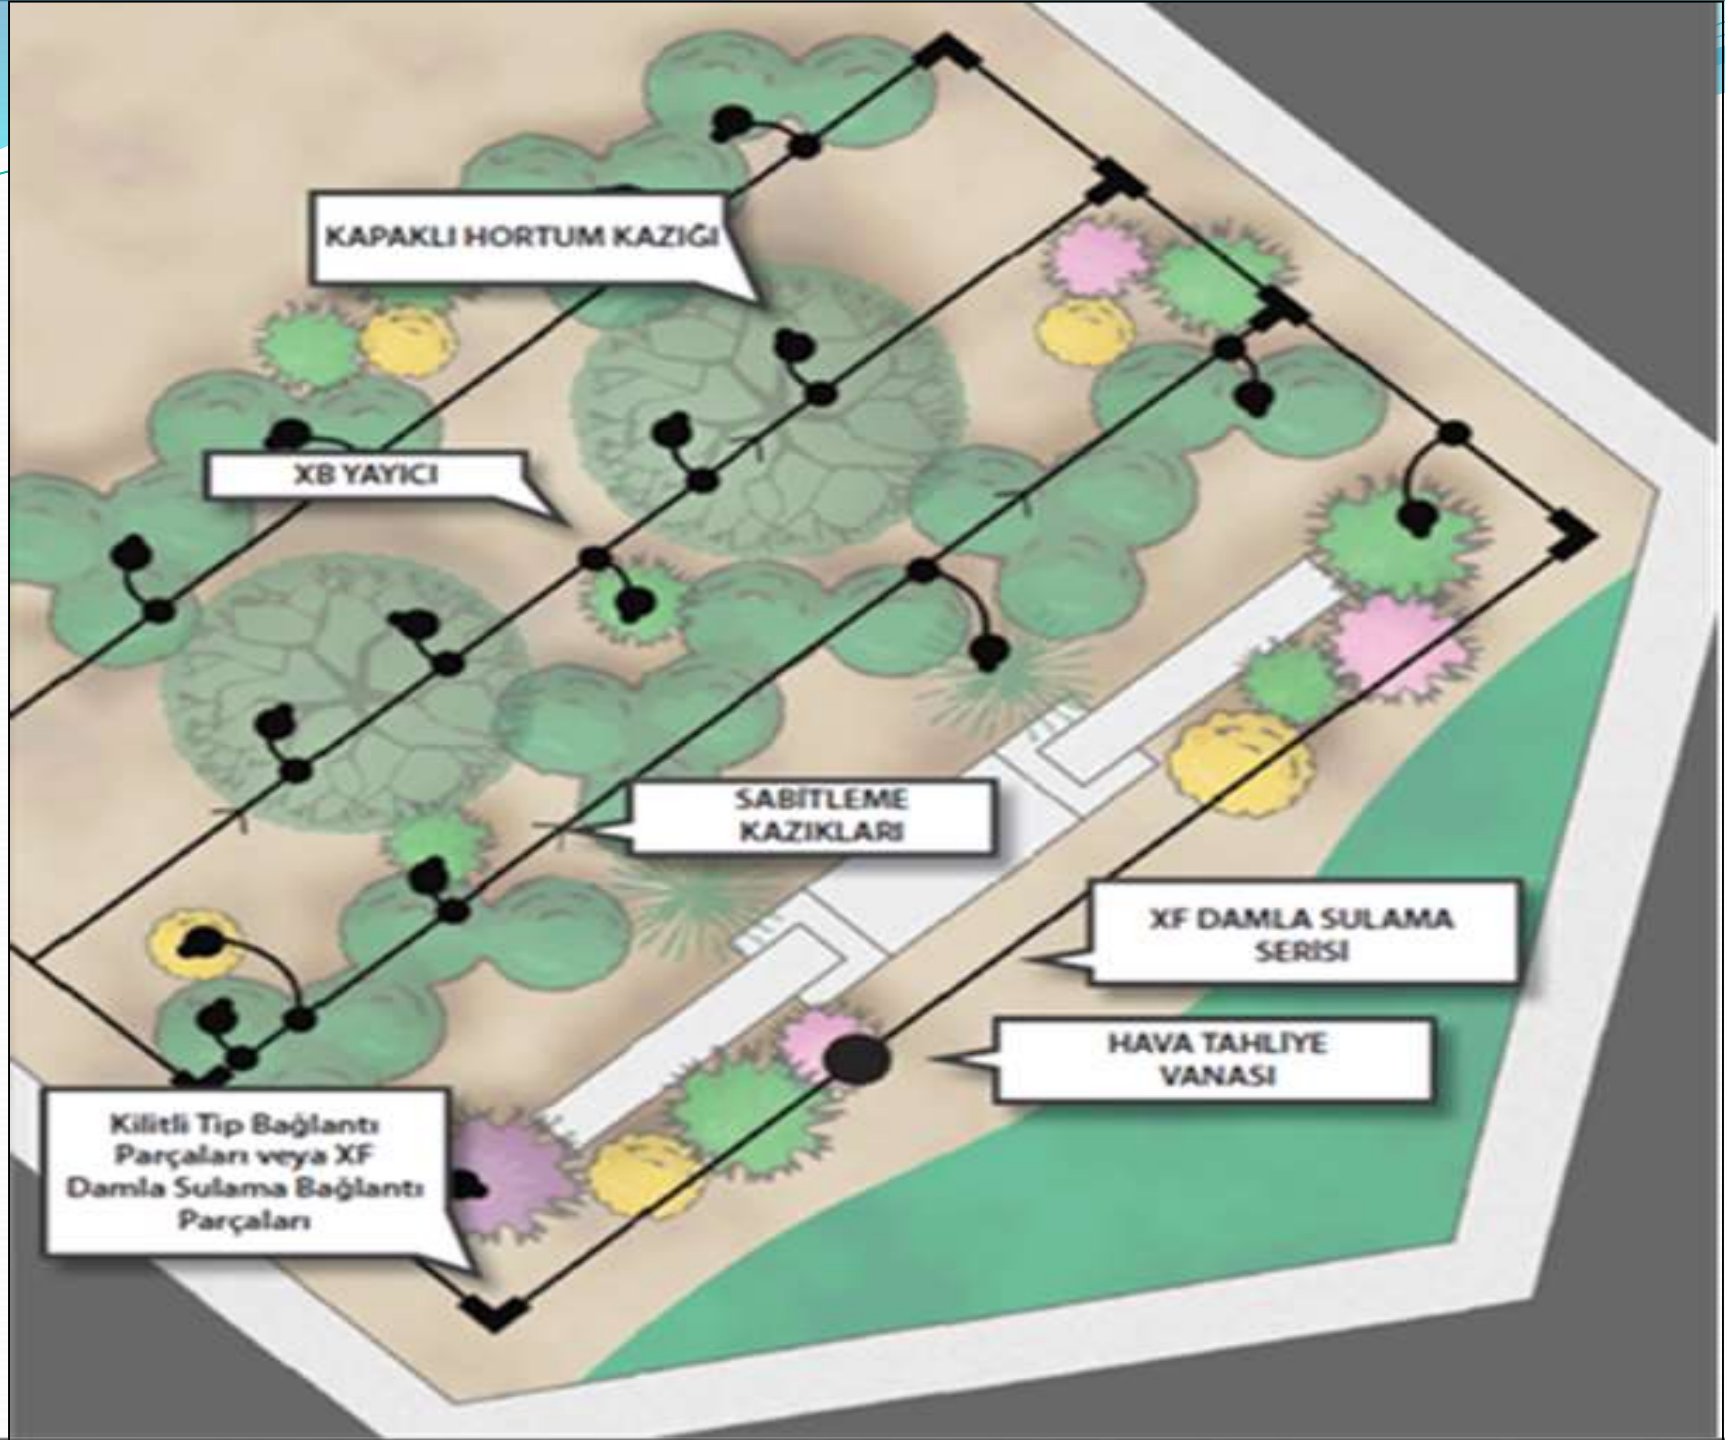 KAPAKLI HORTUM KAZIĞI
XB YAYICI
SABİTLEME
KAZIKLARI
XF DAMLA SULAMA
SERİSİ
HAVA TAHLİYE
VANASI
Kilitli Tip Bağlantı
Parçaları veya XF
Damla Sulama Bağlantı
Parçaları